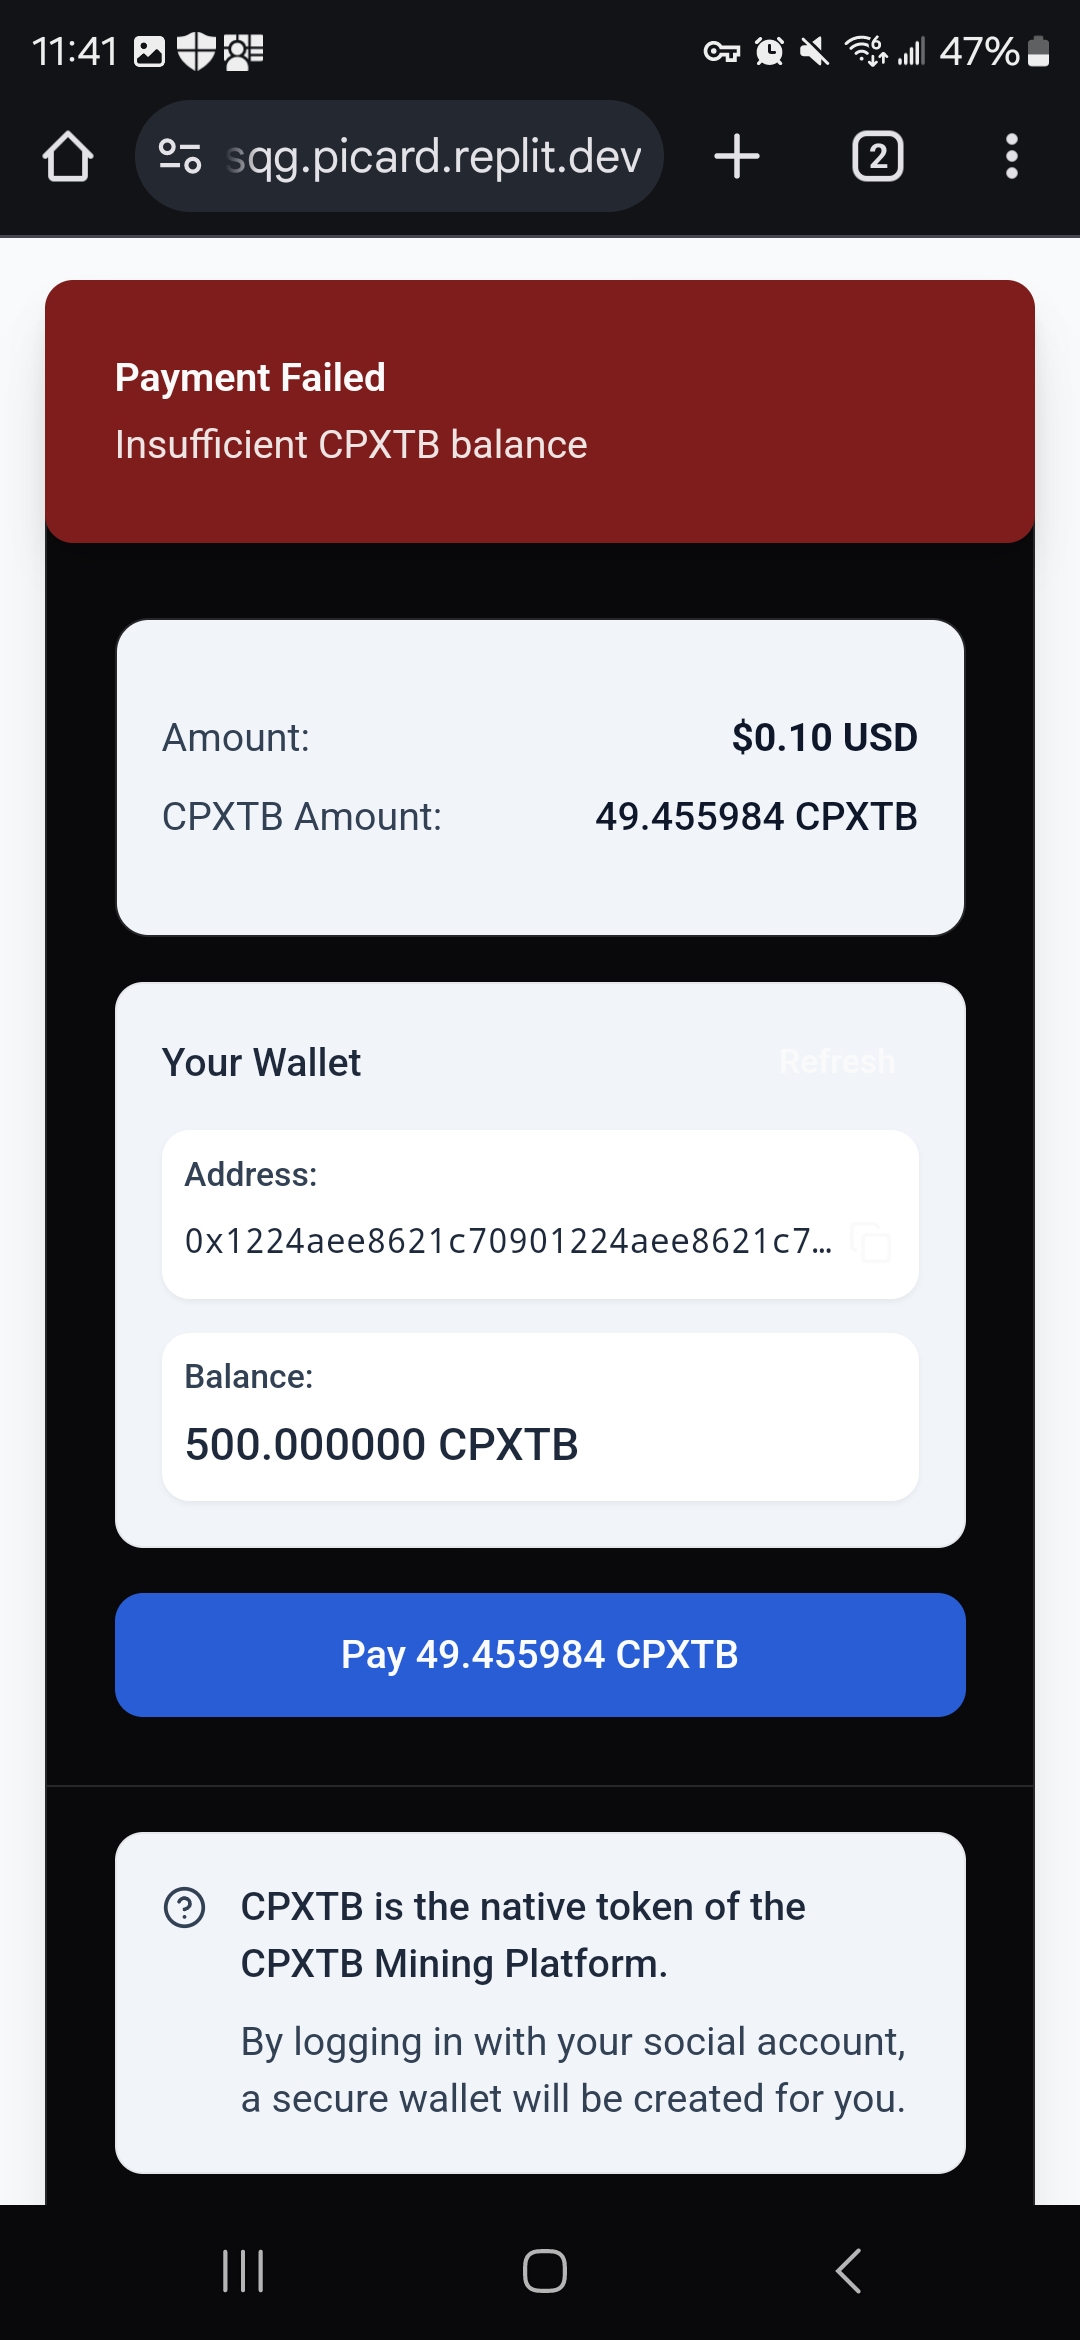 11:41
47%
sqg.picard.replit.dev
2
Payment Failed
Insufficient CPXTB balance
Amount: $0.10 USD
CPXTB Amount: 49.455984 CPXTB
Your Wallet Refresh
Address:
0x1224aee8621c70901224aee8621c7…
Balance:
500.000000 CPXTB
Pay 49.455984 CPXTB
CPXTB is the native token of the
CPXTB Mining Platform.
By logging in with your social account,
a secure wallet will be created for you.